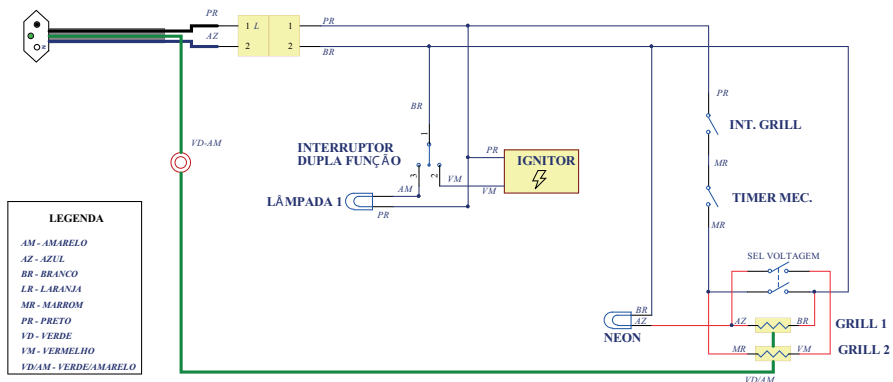 PR
1 L
1
PR
AZ
2
2
BR
N
VD-AM
BR
1
INTERRUPTOR
DUPLA FUNÇÃO
3
2
AM
VM
LÂMPADA 1
PR
PR
IGNITOR
VM
PR
INT. GRILL
MR
TIMER MEC.
MR
SEL VOLTAGEM
BR
AZ
NEON
AZ
BR
GRILL 1
MR
VM
GRILL 2
VD/AM
LEGENDA
AM - AMARELO
AZ - AZUL
BR - BRANCO
LR - LARANJA
MR - MARROM
PR - PRETO
VD - VERDE
VM - VERMELHO
VD/AM - VERDE/AMARELO